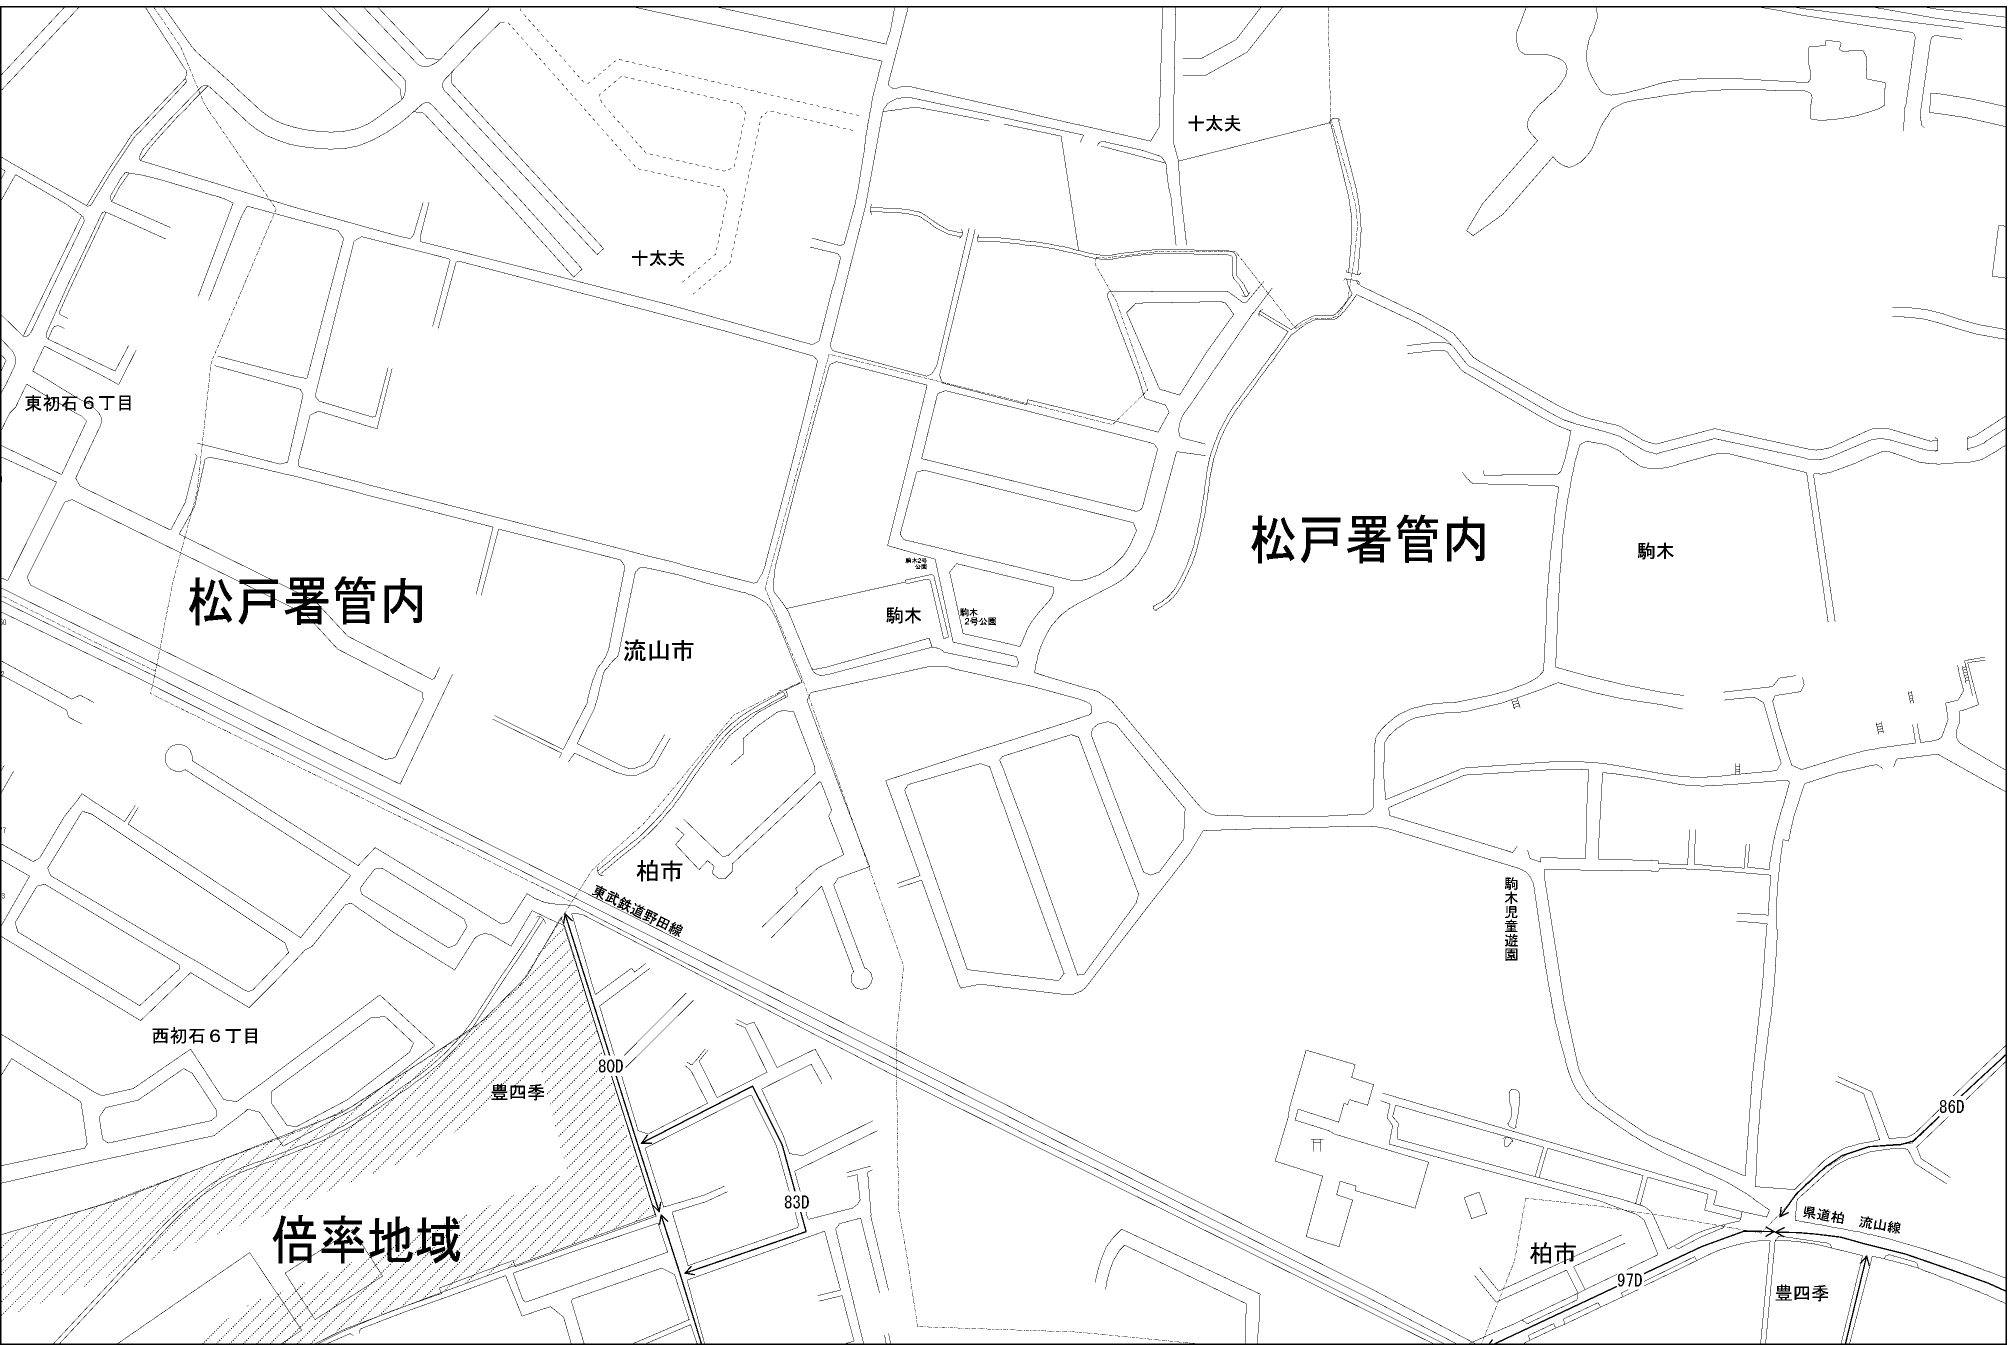 十太夫
十太夫
東初石６丁目
松戸署管内
駒木
駒木2号
公園
松戸署管内
駒木
駒木
2号公園
流山市
柏市
東武鉄道野田線
駒木児童遊園
西初石６丁目
80D
豊四季
86D
83D
県道柏　流山線
倍率地域
柏市
97D
豊四季